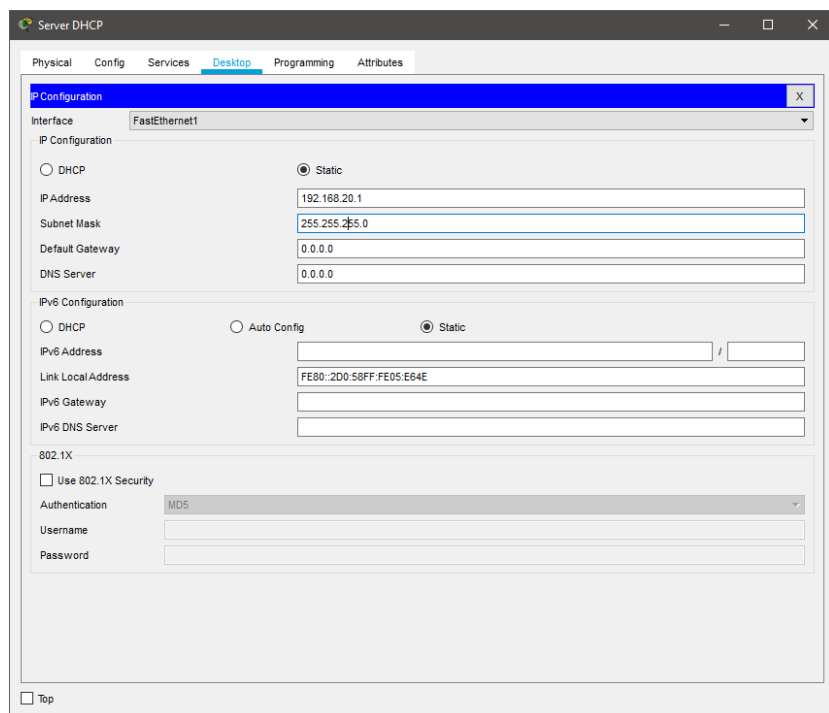 Server DHCP
Physical Config Services Desktop Programming Attributes
IP Configuration X
Interface FastEthernet1
IP Configuration
DHCP Static
IP Address 192.168.20.1
Subnet Mask 255.255.255.0
Default Gateway 0.0.0.0
DNS Server 0.0.0.0
IPv6 Configuration
DHCP Auto Config Static
IPv6 Address /
Link Local Address FE80::2D0:58FF:FE05:E64E
IPv6 Gateway
IPv6 DNS Server
802.1X
Use 802.1X Security
Authentication MD5
Username
Password
Top